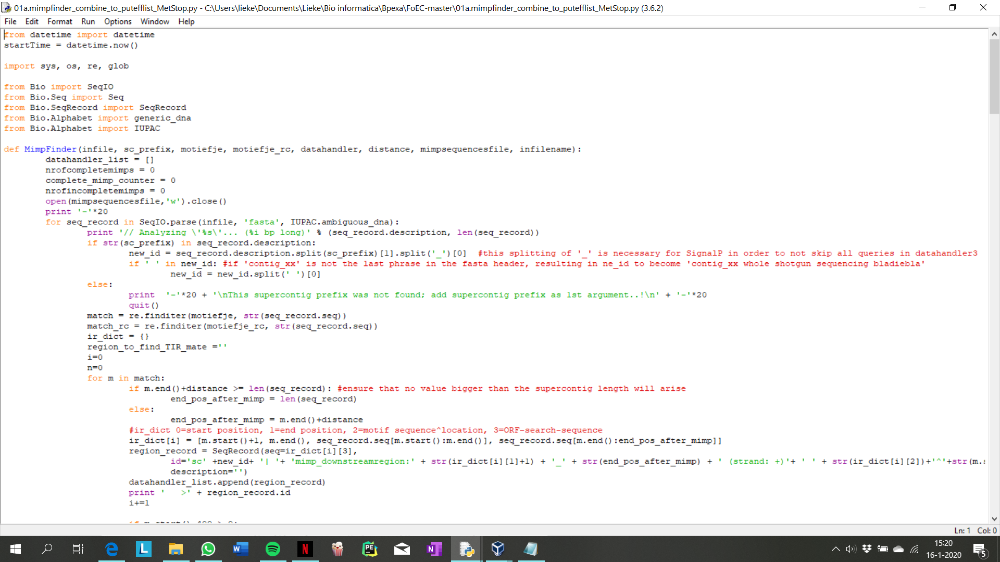 01a.mimpfinder_combine_to_putefflist_MetStop.py - C:\Users\lieke\Documents\Lieke\Bio informatica\Bpexa\FoEC-master\01a.mimpfinder_combine_to_putefflist_MetStop.py (3.6.2)
File Edit Format Run Options Window Help
from datetime import datetime
startTime = datetime.now()
import sys, os, re, glob
from Bio import SeqIO
from Bio.Seq import Seq
from Bio.SeqRecord import SeqRecord
from Bio.Alphabet import generic_dna
from Bio.Alphabet import IUPAC
def MimpFinder(infile, sc_prefix, motiefje, motiefje_rc, datahandler, distance, mimpsequencesfile, infilename):
datahandler_list = []
nrofcompletemimps = 0
complete_mimp_counter = 0
nrofincompletemimps = 0
open(mimpsequencesfile,'w').close()
print '-'*20
for seq_record in SeqIO.parse(infile, 'fasta', IUPAC.ambiguous_dna):
print '// Analyzing \'%s\'... (%i bp long)' % (seq_record.description, len(seq_record))
if str(sc_prefix) in seq_record.description:
new_id = seq_record.description.split(sc_prefix)[1].split('_')[0]  #this splitting of '_' is necessary for SignalP in order to not skip all queries in datahandler3
if ' ' in new_id: #if 'contig_xx' is not the last phrase in the fasta header, resulting in ne_id to become 'contig_xx whole shotgun sequencing bladiebla'
new_id = new_id.split(' ')[0]
else:
print  '-'*20 + '\nThis supercontig prefix was not found; add supercontig prefix as 1st argument..!\n' + '-'*20
quit()
match = re.finditer(motiefje, str(seq_record.seq))
match_rc = re.finditer(motiefje_rc, str(seq_record.seq))
ir_dict = {}
region_to_find_TIR_mate =''
i=0
n=0
for m in match:
if m.end()+distance >= len(seq_record): #ensure that no value bigger than the supercontig length will arise
end_pos_after_mimp = len(seq_record)
else:
end_pos_after_mimp = m.end()+distance
#ir_dict 0=start position, 1=end position, 2=motif sequence^location, 3=ORF-search-sequence
ir_dict[i] = [m.start()+1, m.end(), seq_record.seq[m.start():m.end()], seq_record.seq[m.end():end_pos_after_mimp]]
region_record = SeqRecord(seq=ir_dict[i][3],
id='sc' +new_id+ '| '+ 'mimp_downstreamregion:' + str(ir_dict[i][1]+1) + '_' + str(end_pos_after_mimp) + ' (strand: +)'+ ' ' + str(ir_dict[i][2])+'^'+str(m.
description='')
datahandler_list.append(region_record)
print '   >' + region_record.id
i+=1
Ln: 1 Col: 0
15:20
16-1-2020
5